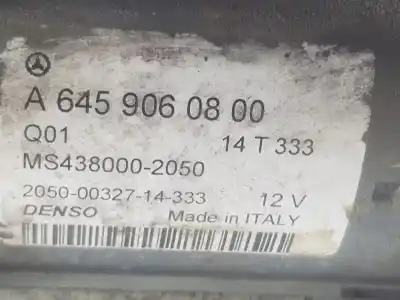 A 645 906 08 00
Q01 14 T 333
MS438000-2050
2050-00327-14-333 12 V
DENSO Made in ITALY